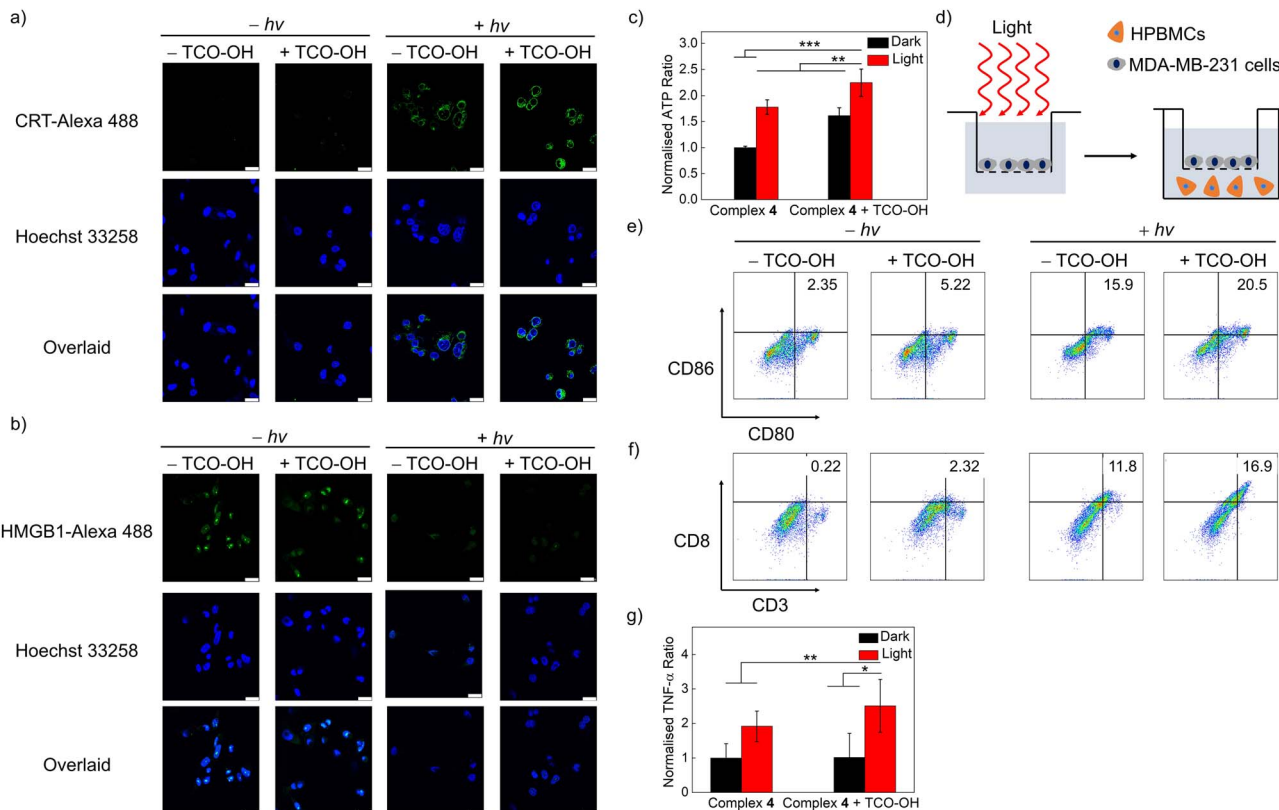 a)
– hv + hv
– TCO-OH + TCO-OH – TCO-OH + TCO-OH
CRT-Alexa 488
Hoechst 33258
Overlaid
b)
– hv + hv
– TCO-OH + TCO-OH – TCO-OH + TCO-OH
HMGB1-Alexa 488
Hoechst 33258
Overlaid
c)
Normalised ATP Ratio
3.0
2.5
2.0
1.5
1.0
0.5
0.0
***
**
Dark
Light
Complex 4 Complex 4 + TCO-OH
d)
Light
HPBMCs
MDA-MB-231 cells
e)
– hv + hv
– TCO-OH + TCO-OH – TCO-OH + TCO-OH
2.35 5.22 15.9 20.5
CD86
CD80
f)
0.22 2.32 11.8 16.9
CD8
CD3
g)
Normalised TNF-α Ratio
4
3
2
1
0
**
*
Dark
Light
Complex 4 Complex 4 + TCO-OH